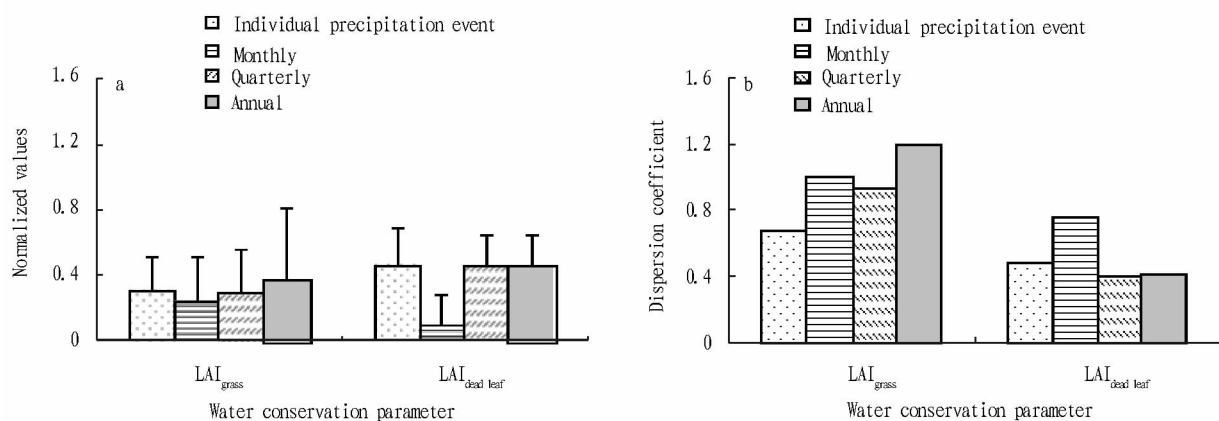 Individual precipitation event
Monthly
Quarterly
Annual
a
1.6
1.2
0.8
0.4
0
Normalized values
LAIgrass
LAIdead leaf
Water conservation parameter
Individual precipitation event
Monthly
Quarterly
Annual
b
1.6
1.2
0.8
0.4
0
Dispersion coefficient
LAIgrass
LAIdead leaf
Water conservation parameter